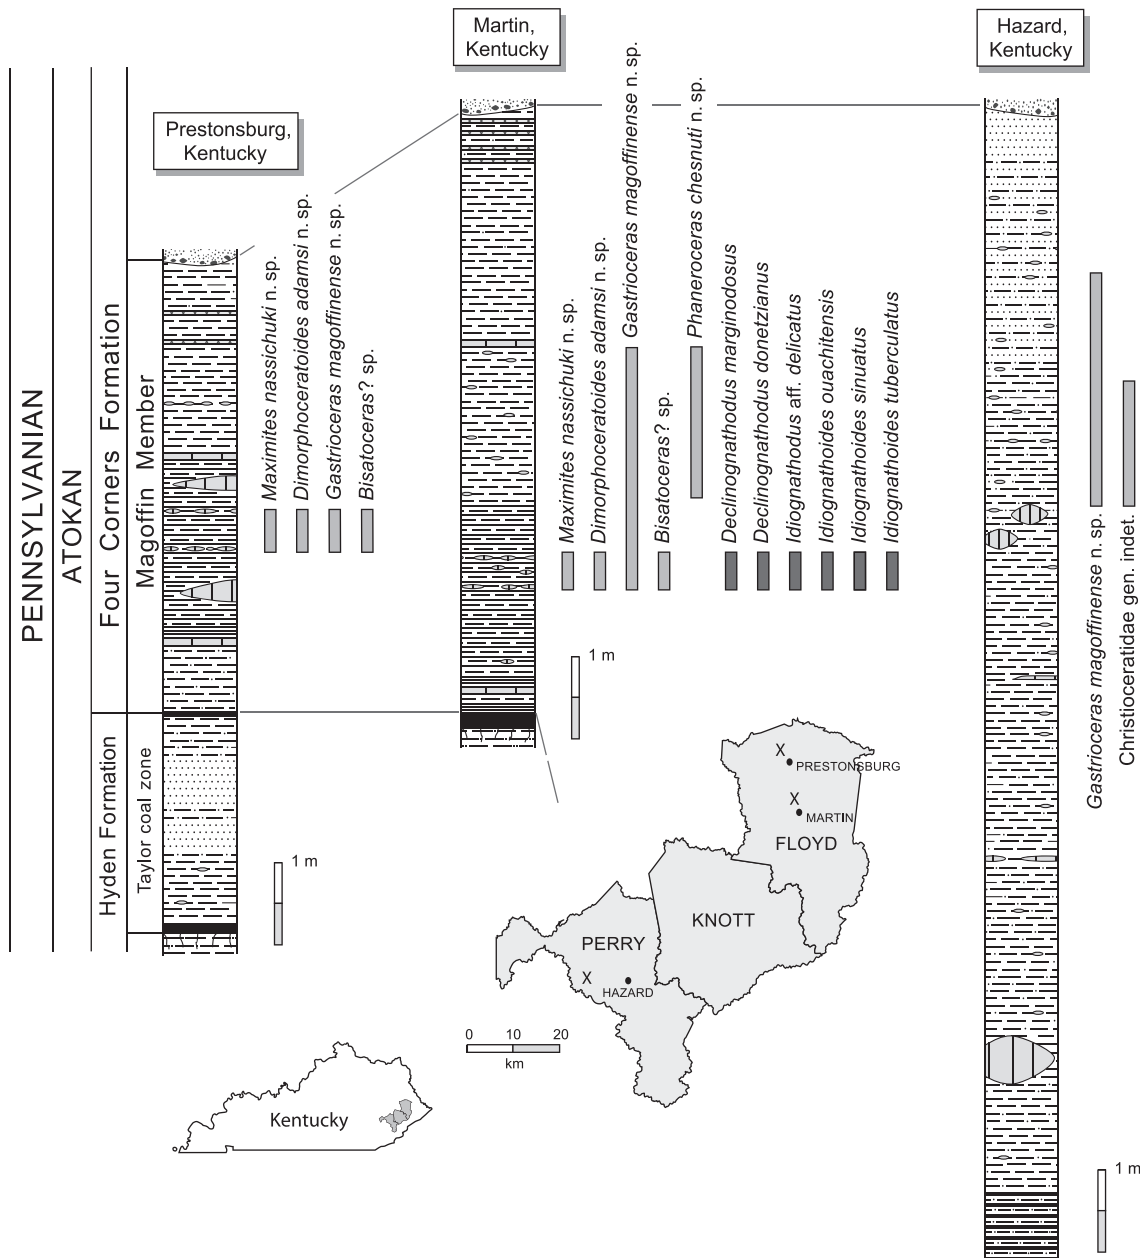 Martin,
Kentucky
Hazard,
Kentucky
Prestonsburg,
Kentucky
PENNSYLVANIAN
ATOKAN
Four Corners Formation
Magoffin Member
Hyden Formation
Taylor coal zone
Maximites nassichuki n. sp.
Dimorphoceratoides adamsi n. sp.
Gastrioceras magoffinense n. sp.
Bisatoceras? sp.
1 m
Maximites nassichuki n. sp.
Dimorphoceratoides adamsi n. sp.
Gastrioceras magoffinense n. sp.
Bisatoceras? sp.
Phaneroceras chesnuti n. sp.
Declinognathodus marginodosus
Declinognathodus donetzianus
Idiognathodus aff. delicatus
Idiognathoides ouachitensis
Idiognathoides sinuatus
Idiognathoides tuberculatus
1 m
Gastrioceras magoffinense n. sp.
Christioceratidae gen. indet.
1 m
X
PRESTONSBURG
X
MARTIN
FLOYD
KNOTT
PERRY
X
HAZARD
0 10 20
km
Kentucky